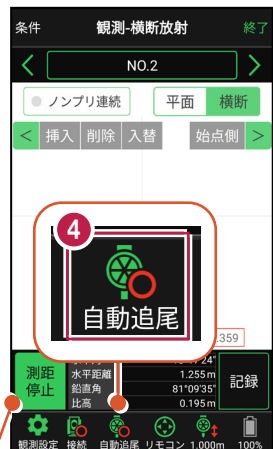 条件 観測-横断放射 終了
< NO.2 >
ノンプリ連続 平面 横断
< 挿入 削除 入替 始点側 >
4
自動追尾
359
測距停止
24"
水平距離 1.255m
鉛直角 81°09'35"
比高 0.195m
記録
観測設定 接続 自動追尾 リモコン 1.000m 100%